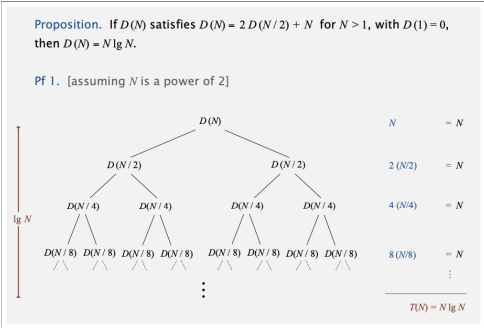 Proposition. If D(N) satisfies D(N) = 2 D(N / 2) + N for N > 1, with D(1) = 0,
then D(N) = N lg N.
Pf 1. [assuming N is a power of 2]
D(N) N = N
D(N / 2) D(N / 2) 2 (N/2) = N
D(N / 4) D(N / 4) D(N / 4) D(N / 4) 4 (N/4) = N
lg N
D(N / 8) D(N / 8) D(N / 8) D(N / 8) D(N / 8) D(N / 8) D(N / 8) D(N / 8) 8 (N/8) = N
⋮ ⋮
T(N) = N lg N